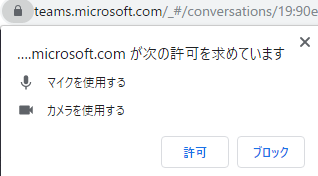 teams.microsoft.com/_#/conversations/19:90e
....microsoft.com が次の許可を求めています
マイクを使用する
カメラを使用する
許可 ブロック